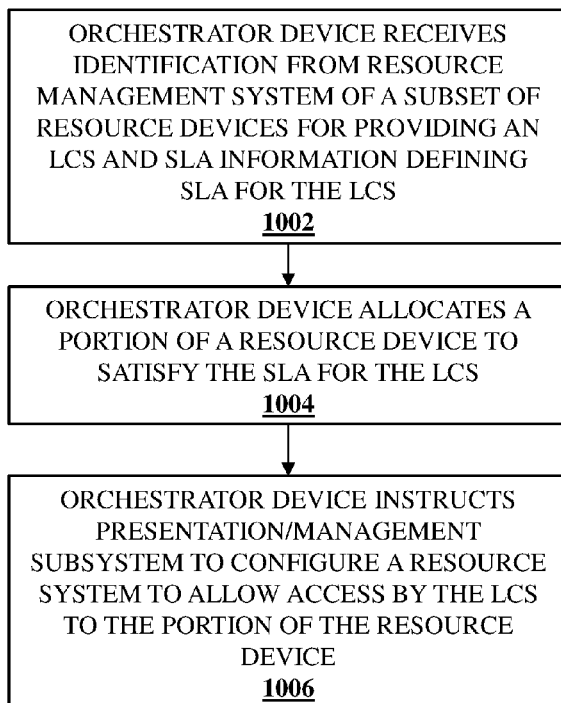 ORCHESTRATOR DEVICE RECEIVES
IDENTIFICATION FROM RESOURCE
MANAGEMENT SYSTEM OF A SUBSET OF
RESOURCE DEVICES FOR PROVIDING AN
LCS AND SLA INFORMATION DEFINING
SLA FOR THE LCS
1002
ORCHESTRATOR DEVICE ALLOCATES A
PORTION OF A RESOURCE DEVICE TO
SATISFY THE SLA FOR THE LCS
1004
ORCHESTRATOR DEVICE INSTRUCTS
PRESENTATION/MANAGEMENT
SUBSYSTEM TO CONFIGURE A RESOURCE
SYSTEM TO ALLOW ACCESS BY THE LCS
TO THE PORTION OF THE RESOURCE
DEVICE
1006